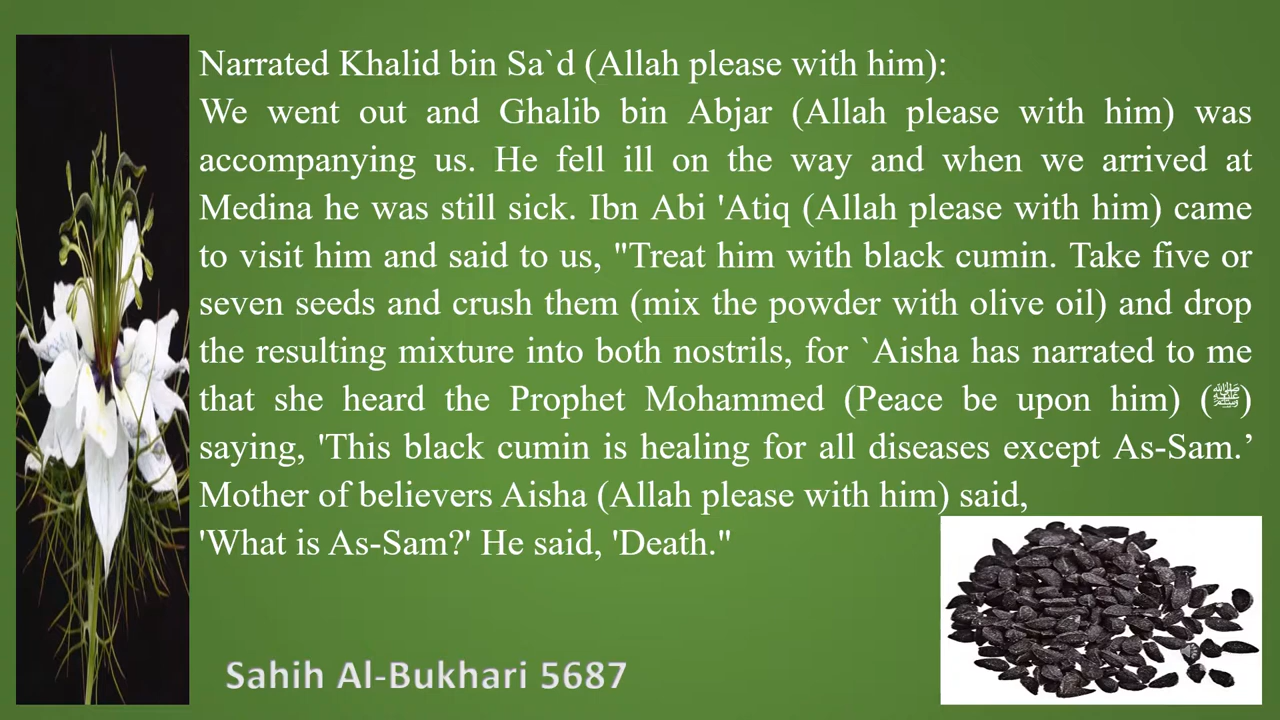 Narrated Khalid bin Sa`d (Allah please with him):
We went out and Ghalib bin Abjar (Allah please with him) was
accompanying us. He fell ill on the way and when we arrived at
Medina he was still sick. Ibn Abi 'Atiq (Allah please with him) came
to visit him and said to us, "Treat him with black cumin. Take five or
seven seeds and crush them (mix the powder with olive oil) and drop
the resulting mixture into both nostrils, for `Aisha has narrated to me
that she heard the Prophet Mohammed (Peace be upon him) (ﷺ)
saying, 'This black cumin is healing for all diseases except As-Sam.’
Mother of believers Aisha (Allah please with him) said,
'What is As-Sam?' He said, 'Death."
Sahih Al-Bukhari 5687